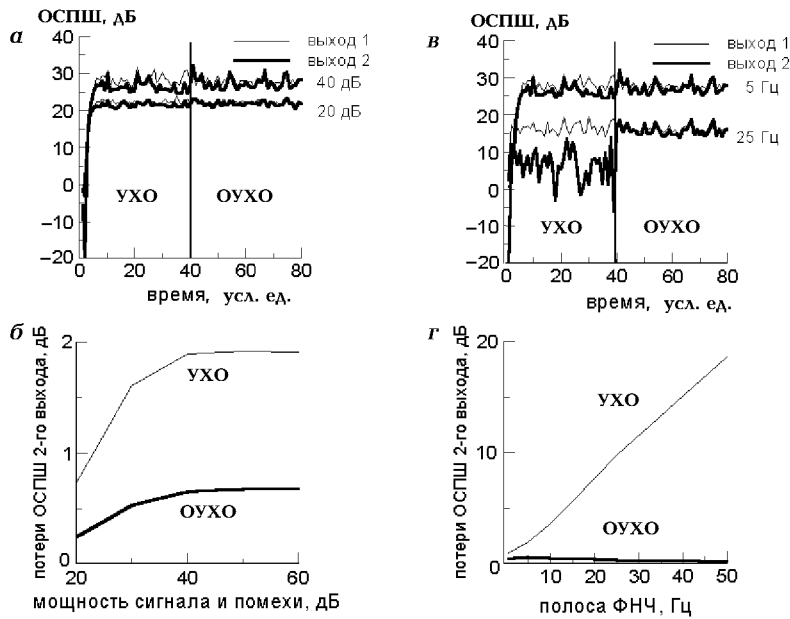 ОСПШ, дБ
а
выход 1
выход 2
40
30
20
10
0
−10
−20
40 дБ
20 дБ
УХО
ОУХО
0
20
40
60
80
время, усл. ед.
ОСПШ, дБ
в
выход 1
выход 2
40
30
20
10
0
−10
−20
5 Гц
25 Гц
УХО
ОУХО
0
20
40
60
80
время, усл. ед.
б
потери ОСПШ 2-го выхода, дБ
2
1
0
УХО
ОУХО
20
40
60
мощность сигнала и помехи, дБ
г
потери ОСПШ 2-го выхода, дБ
20
10
0
УХО
ОУХО
10
20
30
40
50
полоса ФНЧ, Гц